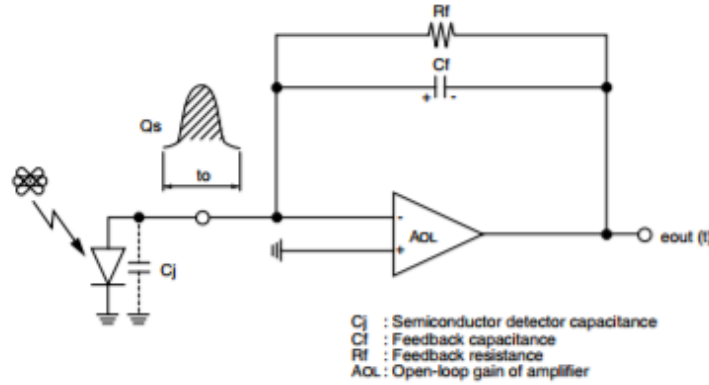 Rf
Cf
+ -
Qs
to
Cj
-
+
AOL
eout (t)
Cj : Semiconductor detector capacitance
Cf : Feedback capacitance
Rf : Feedback resistance
AOL : Open-loop gain of amplifier